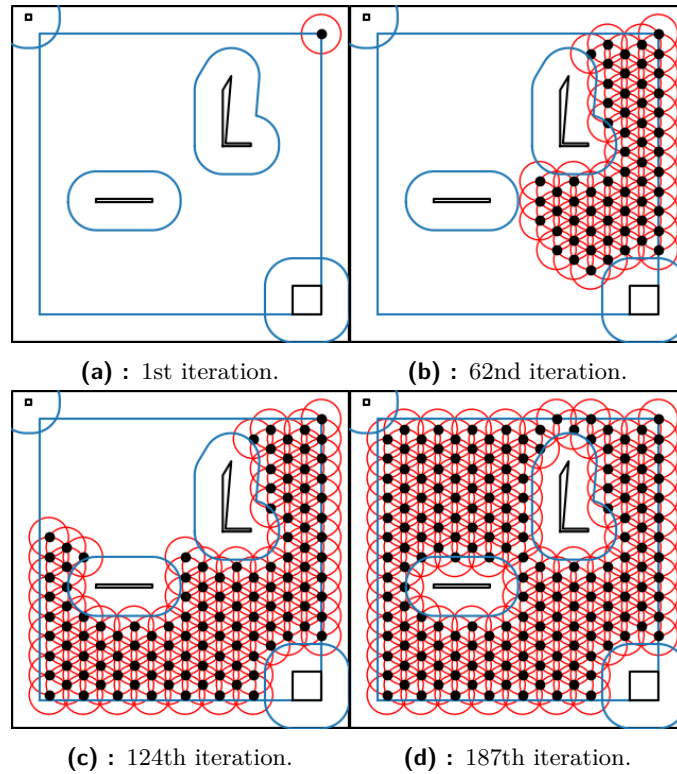 (a) : 1st iteration.
(b) : 62nd iteration.
(c) : 124th iteration.
(d) : 187th iteration.